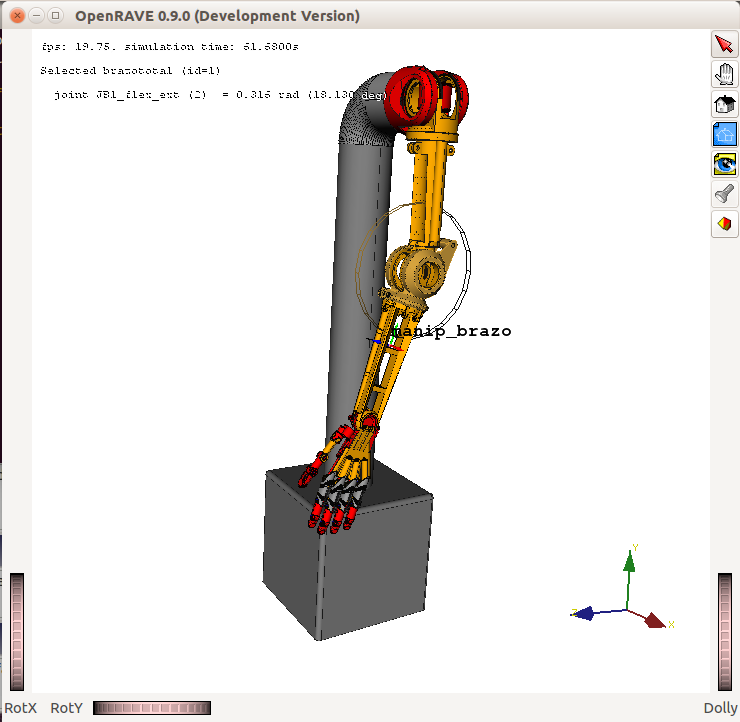 OpenRAVE 0.9.0 (Development Version)
fps: 19.75, simulation time: 61.6800s
Selected brazototal (id=1)
joint JB1_flex_ext (2) = 0.316 rad (18.130 deg)
manip_brazo
Y
Z
X
RotX RotY Dolly